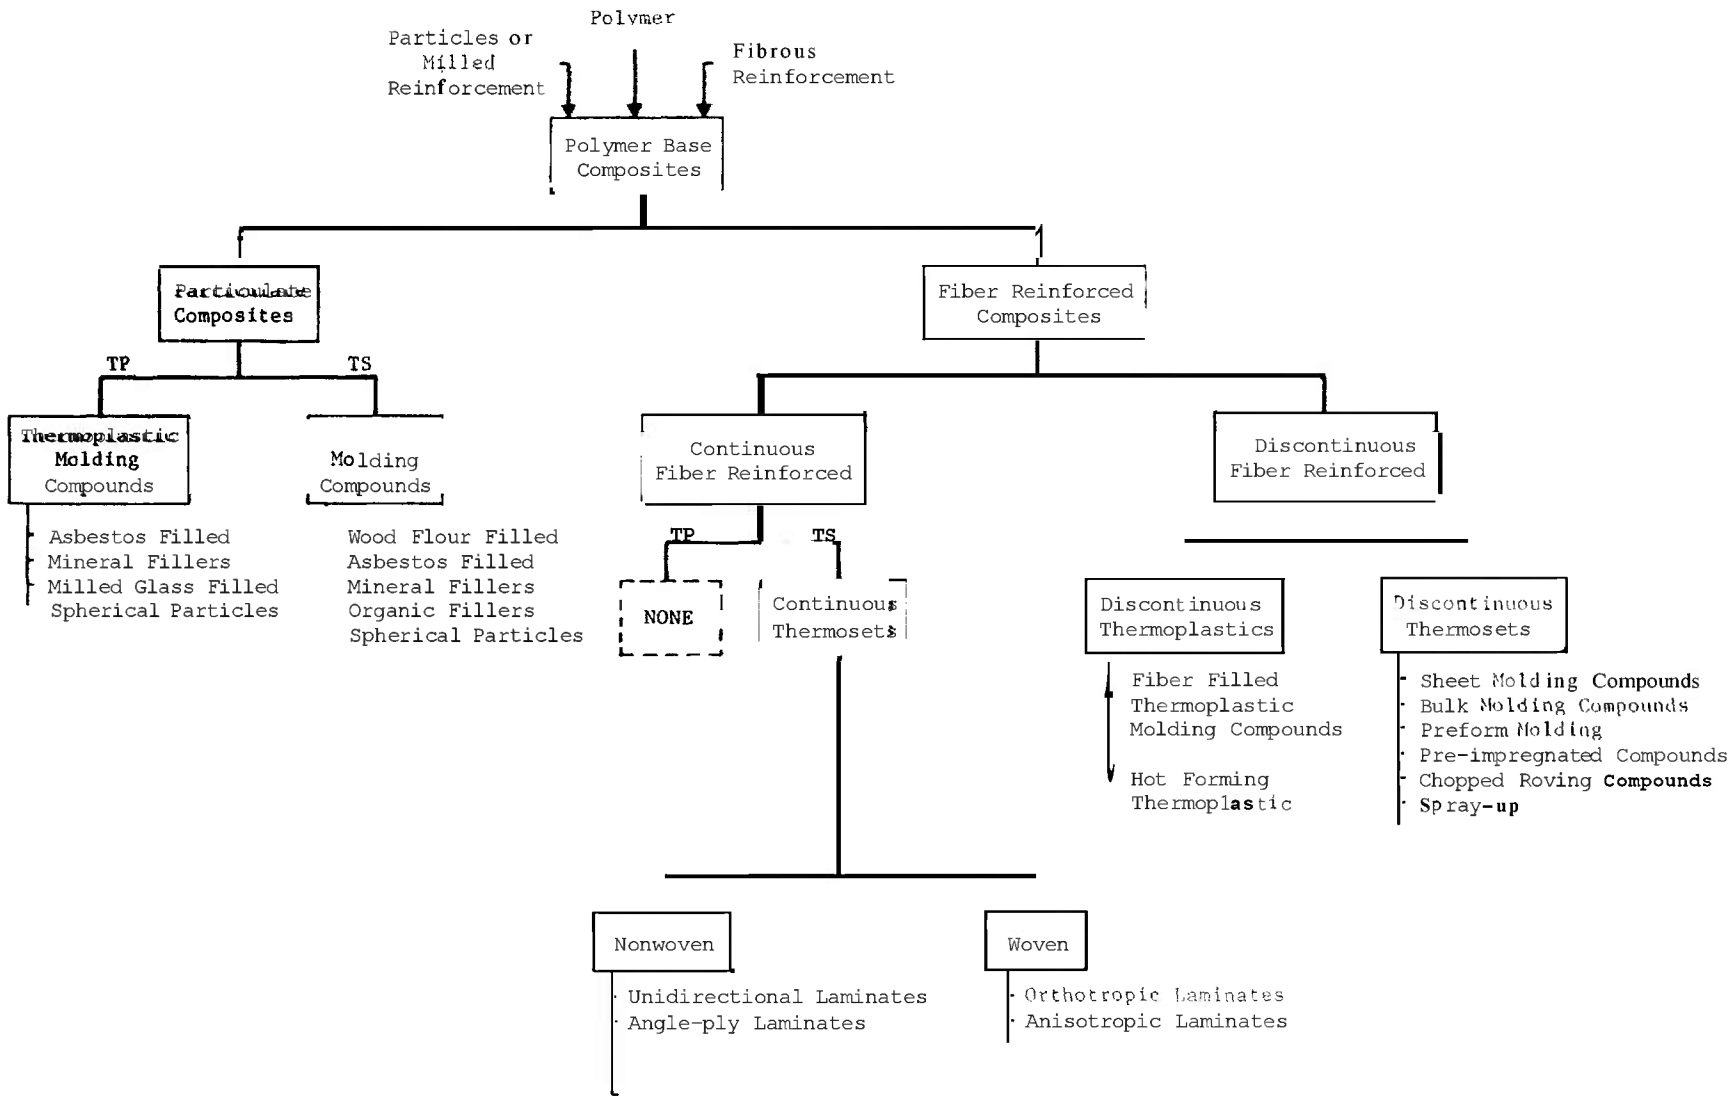 Polymer
Particles or
Milled
Reinforcement
Fibrous
Reinforcement
Polymer Base
Composites
Particulate
Composites
Fiber Reinforced
Composites
TP
TS
Thermoplastic
Molding
Compounds
Molding
Compounds
Continuous
Fiber Reinforced
Discontinuous
Fiber Reinforced
Asbestos Filled
Mineral Fillers
Milled Glass Filled
Spherical Particles
Wood Flour Filled
Asbestos Filled
Mineral Fillers
Organic Fillers
Spherical Particles
TP
TS
NONE
Continuous
Thermosets
Discontinuous
Thermoplastics
Discontinuous
Thermosets
Fiber Filled
Thermoplastic
Molding Compounds
Hot Forming
Thermoplastic
Sheet Molding Compounds
Bulk Molding Compounds
Preform Molding
Pre-impregnated Compounds
Chopped Roving Compounds
Spray-up
Nonwoven
Woven
Unidirectional Laminates
Angle-ply Laminates
Orthotropic Laminates
Anisotropic Laminates